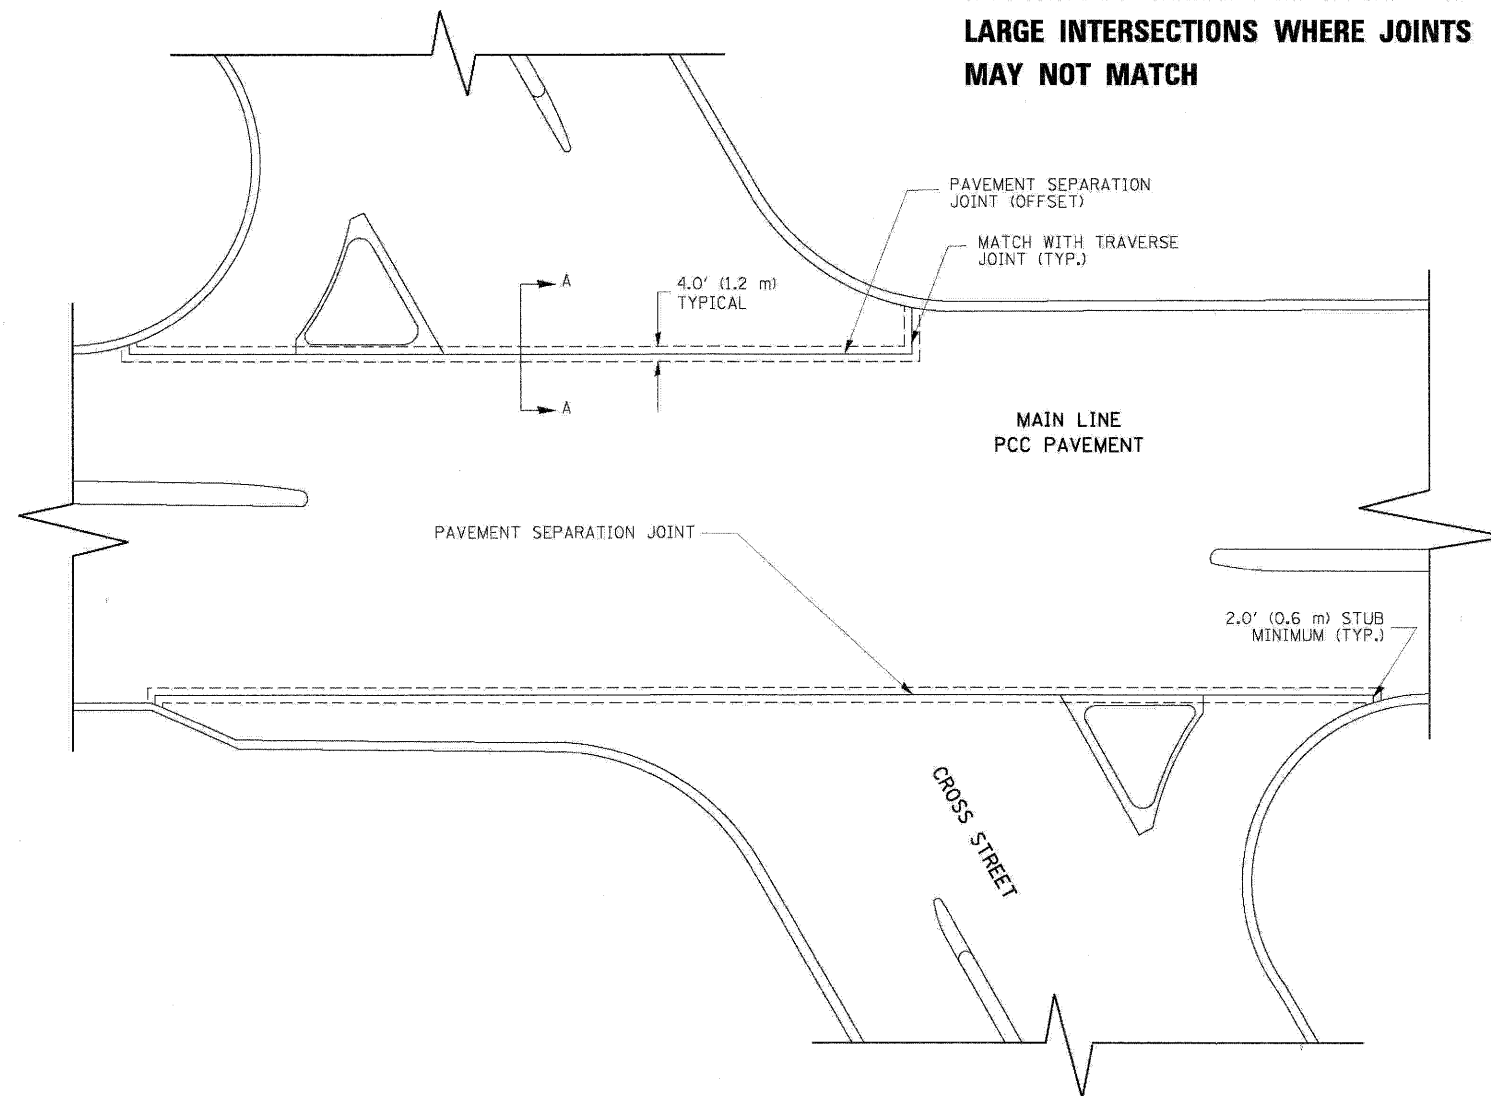 LARGE INTERSECTIONS WHERE JOINTS
MAY NOT MATCH
PAVEMENT SEPARATION
JOINT (OFFSET)
MATCH WITH TRAVERSE
JOINT (TYP.)
A
4.0' (1.2 m)
TYPICAL
A
MAIN LINE
PCC PAVEMENT
PAVEMENT SEPARATION JOINT
2.0' (0.6 m) STUB
MINIMUM (TYP.)
CROSS STREET